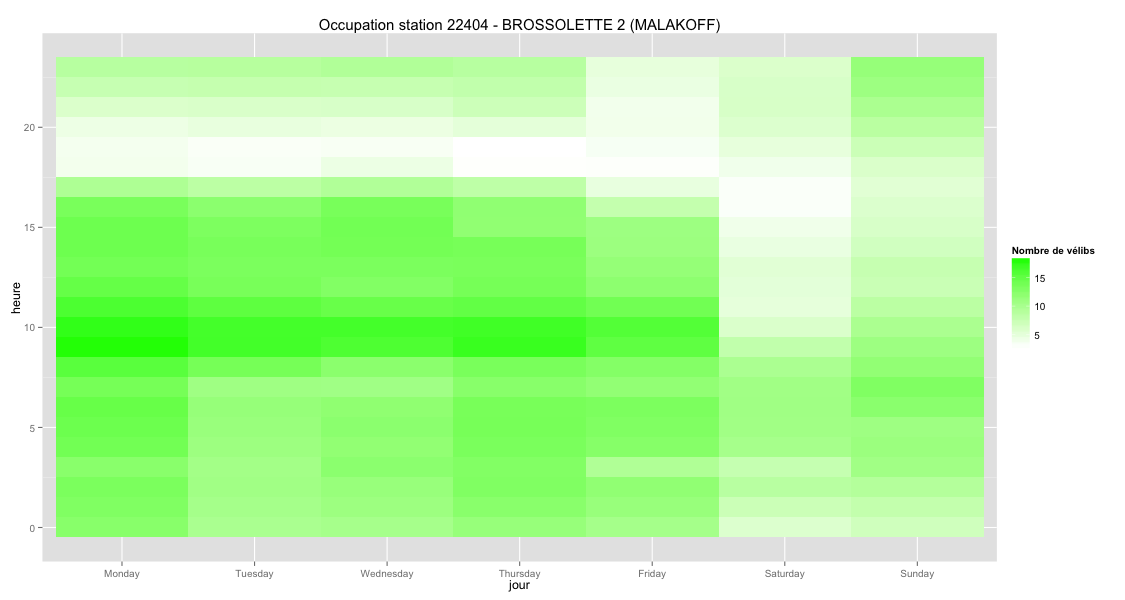 Occupation station 22404 - BROSSOLETTE 2 (MALAKOFF)
20
15
10
5
0
heure
Monday Tuesday Wednesday Thursday Friday Saturday Sunday
jour
Nombre de vélibs
15
10
5